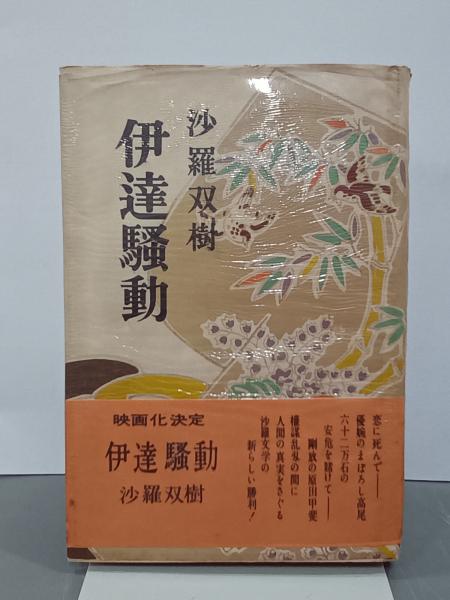 沙羅双樹
伊達騒動
映画化決定
伊達騒動
沙羅双樹
恋に死んで――
優婉のまぼろし高尾
六十二万石の
安危を賭けて――
剛放の原田甲斐
権謀乱舞の間に
人間の真実をさぐる
沙羅文学の
新らしい勝利！